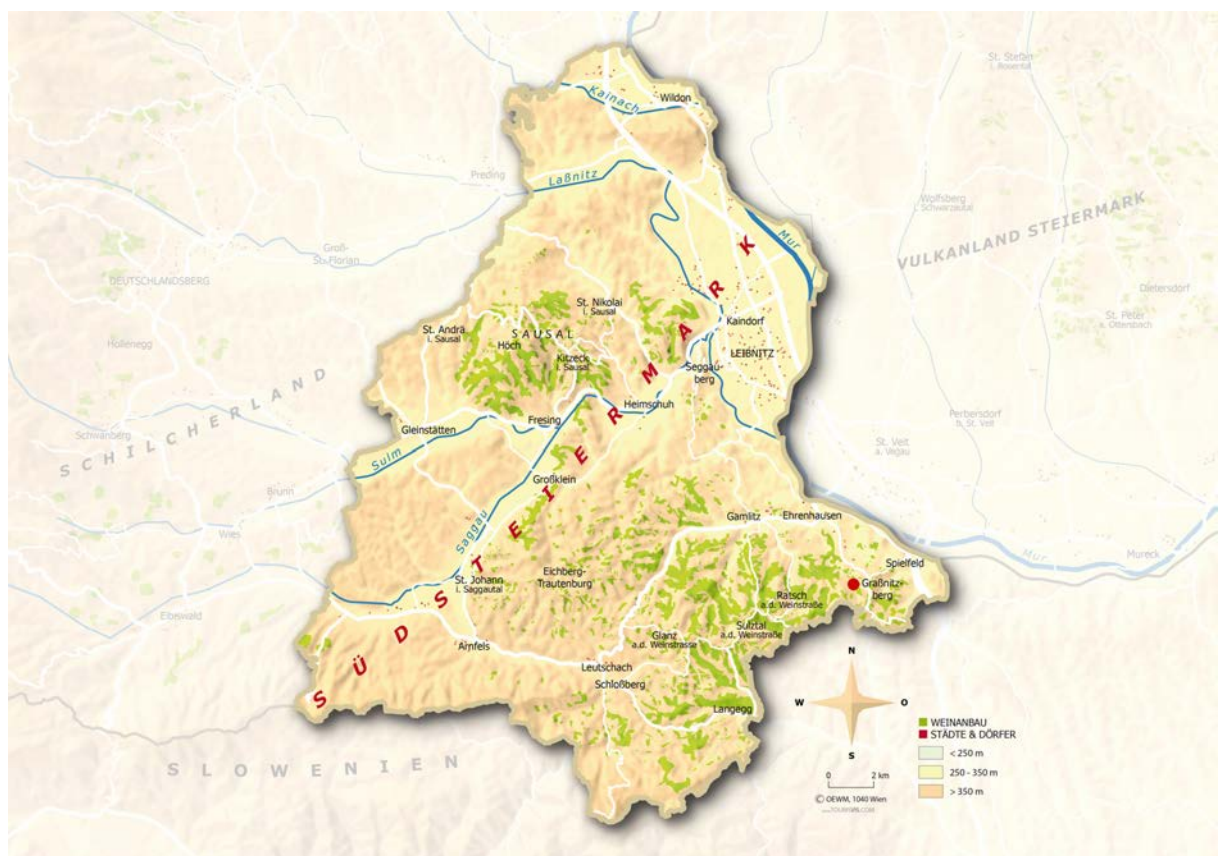 St. Stefan
i. Rosental
Kainach
Wildon
Laßnitz
Preding
Wolfsberg
i. Schwarzautal
VULKANLAND STEIERMARK
Mur
Groß-
St. Florian
DEUTSCHLANDSBERG
Dietersdorf
St. Peter
a. Ottersbach
St. Nikolai
i. Sausal
St. Andrä
i. Sausal
SAUSAL
Höch
Kitzeck
i. Sausal
Kaindorf
LEIBNITZ
Seggau-
berg
Hollenegg
SCHILCHERLAND
Heimschuh
Fresing
Gleinstätten
Schwanberg
Perbersdorf
b. St. Veit
St. Veit
a. Vogau
Sulm
Großklein
Brunn
Saggau
Wies
SÜDSTEIERMARK
Gamlitz
Ehrenhausen
Mur
Mureck
Spielfeld
Graßnitz-
berg
Eichberg-
Trautenburg
St. Johann
i. Saggautal
Ratsch
a.d. Weinstraße
Eibiswald
Sulztal
a.d. Weinstraße
Glanz
a.d. Weinstrasse
Arnfels
Leutschach
Schloßberg
Langegg
SLOWENIEN
N
W
O
S
WEINANBAU
STÄDTE & DÖRFER
< 250 m
250 - 350 m
> 350 m
0 2 km
© OEWM, 1040 Wien